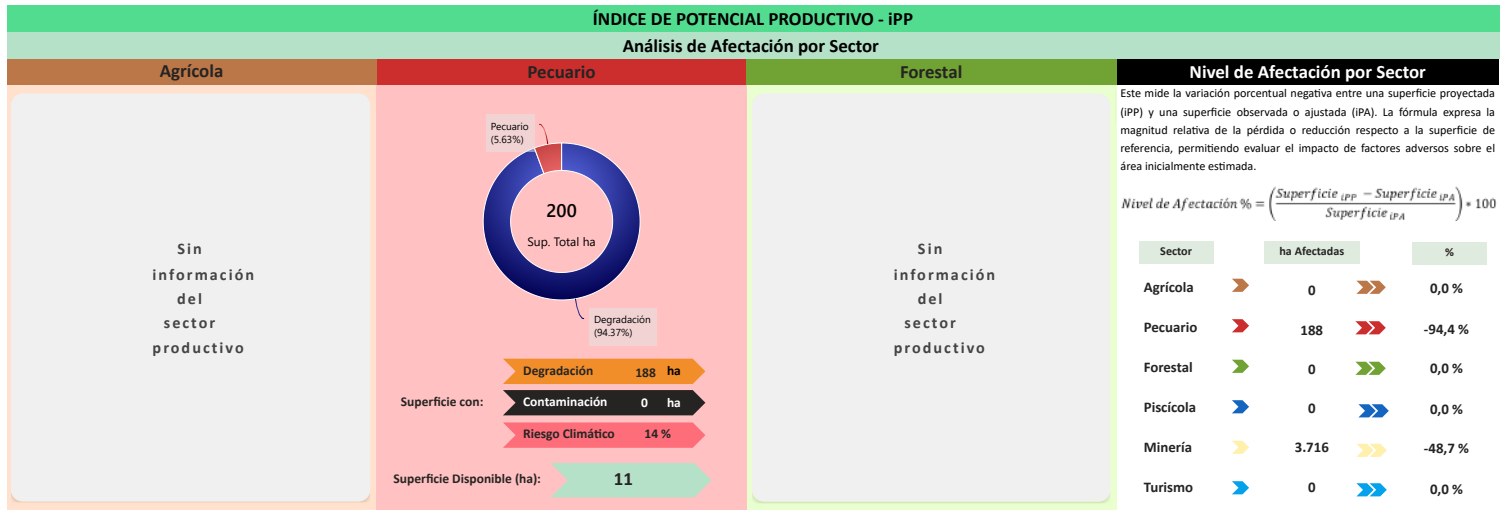 ÍNDICE DE POTENCIAL PRODUCTIVO - iPP
Análisis de Afectación por Sector
Agrícola
Sin
información
del
sector
productivo
Pecuario
Pecuario
(5.63%)
200
Sup. Total ha
Degradación
(94.37%)
Superficie con:
Degradación 188 ha
Contaminación 0 ha
Riesgo Climático 14 %
Superficie Disponible (ha): 11
Forestal
Sin
información
del
sector
productivo
Nivel de Afectación por Sector
Este mide la variación porcentual negativa entre una superficie proyectada
(iPP) y una superficie observada o ajustada (iPA). La fórmula expresa la
magnitud relativa de la pérdida o reducción respecto a la superficie de
referencia, permitiendo evaluar el impacto de factores adversos sobre el
área inicialmente estimada.
Nivel de Afectación % = (Superficie iPP − Superficie iPA / Superficie iPA) * 100
Sector ha Afectadas %
Agrícola 0 0,0 %
Pecuario 188 -94,4 %
Forestal 0 0,0 %
Piscícola 0 0,0 %
Minería 3.716 -48,7 %
Turismo 0 0,0 %